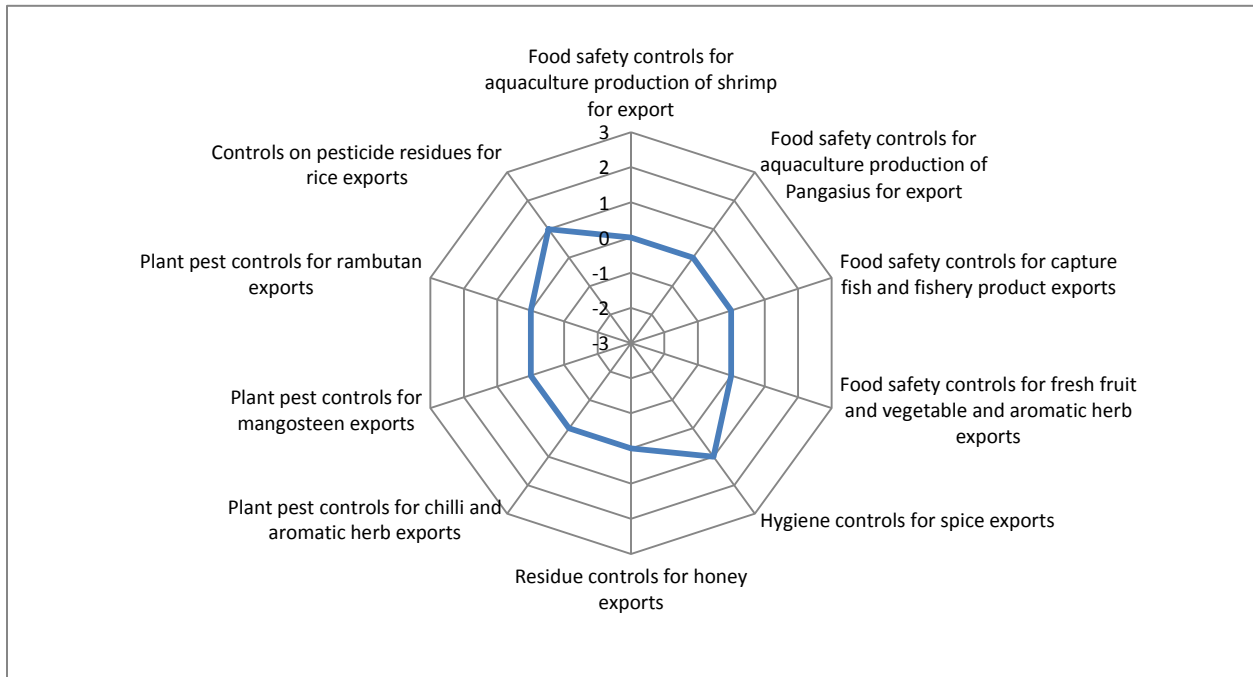 Food safety controls for
aquaculture production of shrimp
for export
Food safety controls for
aquaculture production of
Pangasius for export
Food safety controls for capture
fish and fishery product exports
Food safety controls for fresh fruit
and vegetable and aromatic herb
exports
Hygiene controls for spice exports
Residue controls for honey
exports
Plant pest controls for chilli and
aromatic herb exports
Plant pest controls for
mangosteen exports
Plant pest controls for rambutan
exports
Controls on pesticide residues for
rice exports
3
2
1
0
-1
-2
-3